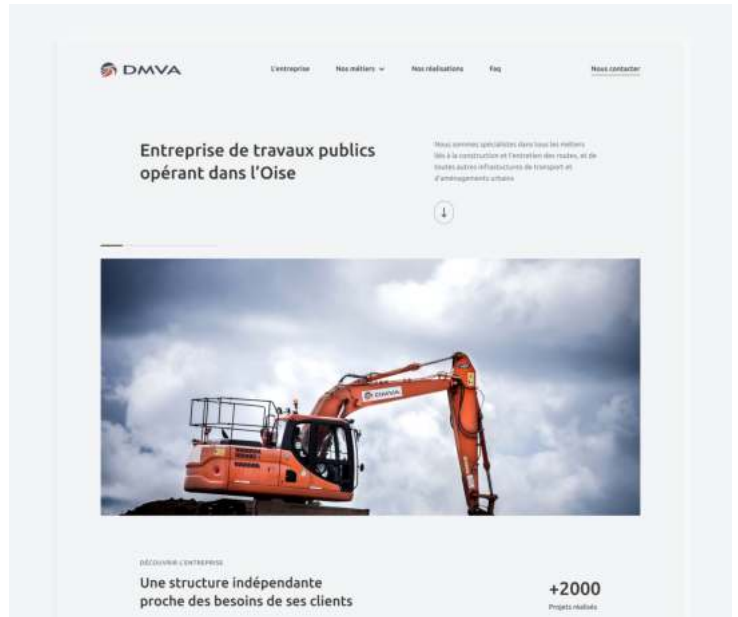 DMVA
L'entreprise Nos métiers Nos réalisations Faq Nous contacter
Entreprise de travaux publics
opérant dans l'Oise
Nous sommes spécialistes dans tous les métiers
liés à la construction et l'entretien des routes, et de
toutes autres infrastuctures de transport et
d'aménagements urbains
DMVA
DÉCOUVRIR L'ENTREPRISE
Une structure indépendante
proche des besoins de ses clients
+2000
Projets réalisés